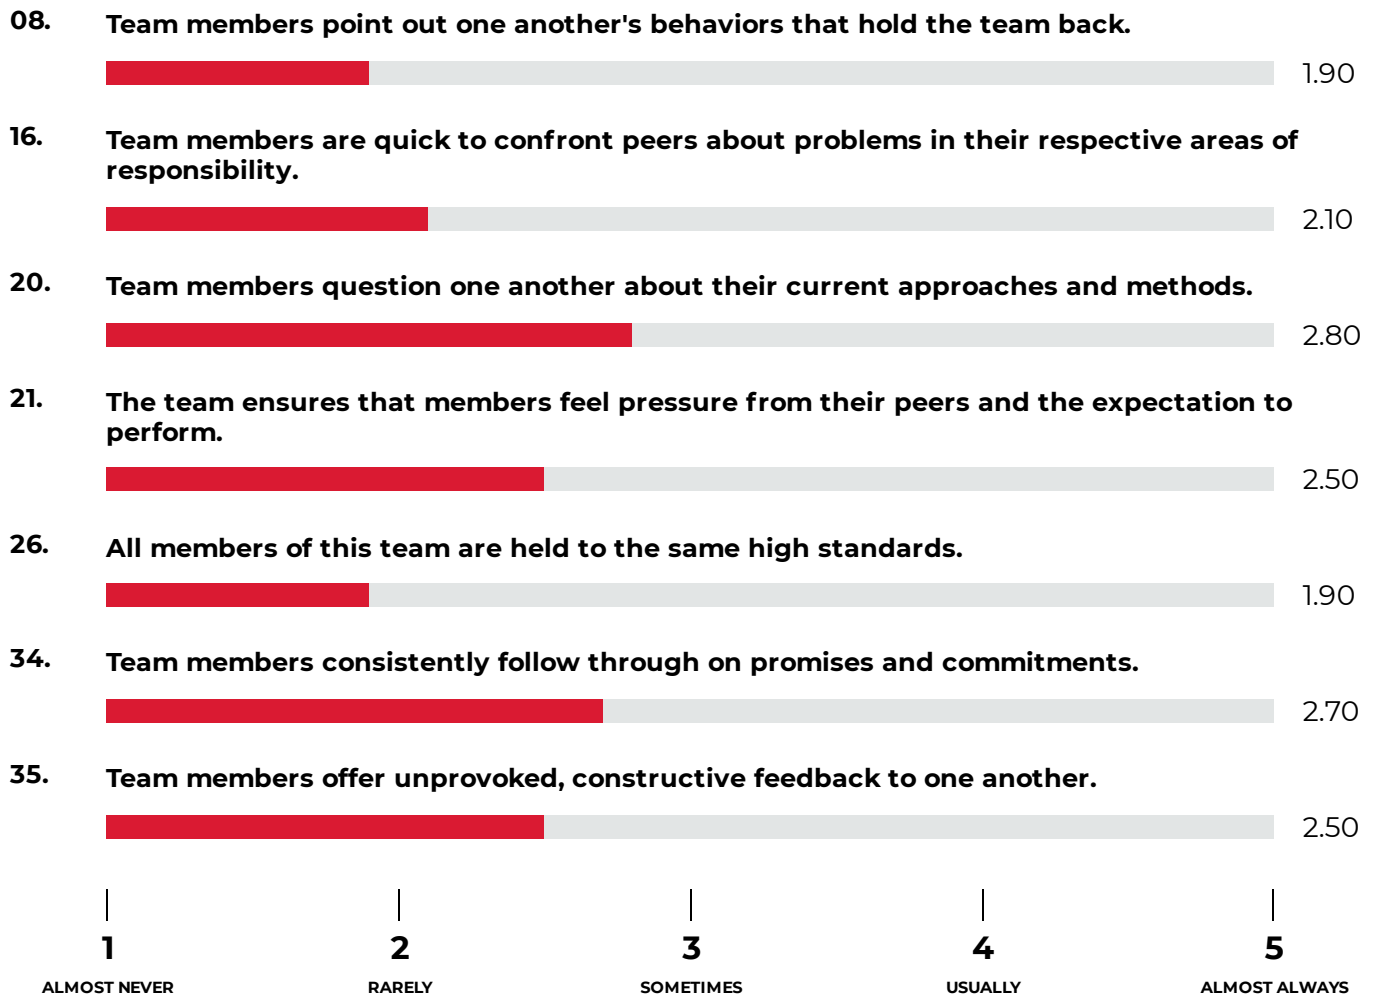 08. Team members point out one another's behaviors that hold the team back.
1.90
16. Team members are quick to confront peers about problems in their respective areas of
responsibility.
2.10
20. Team members question one another about their current approaches and methods.
2.80
21. The team ensures that members feel pressure from their peers and the expectation to
perform.
2.50
26. All members of this team are held to the same high standards.
1.90
34. Team members consistently follow through on promises and commitments.
2.70
35. Team members offer unprovoked, constructive feedback to one another.
2.50
1 2 3 4 5
ALMOST NEVER RARELY SOMETIMES USUALLY ALMOST ALWAYS